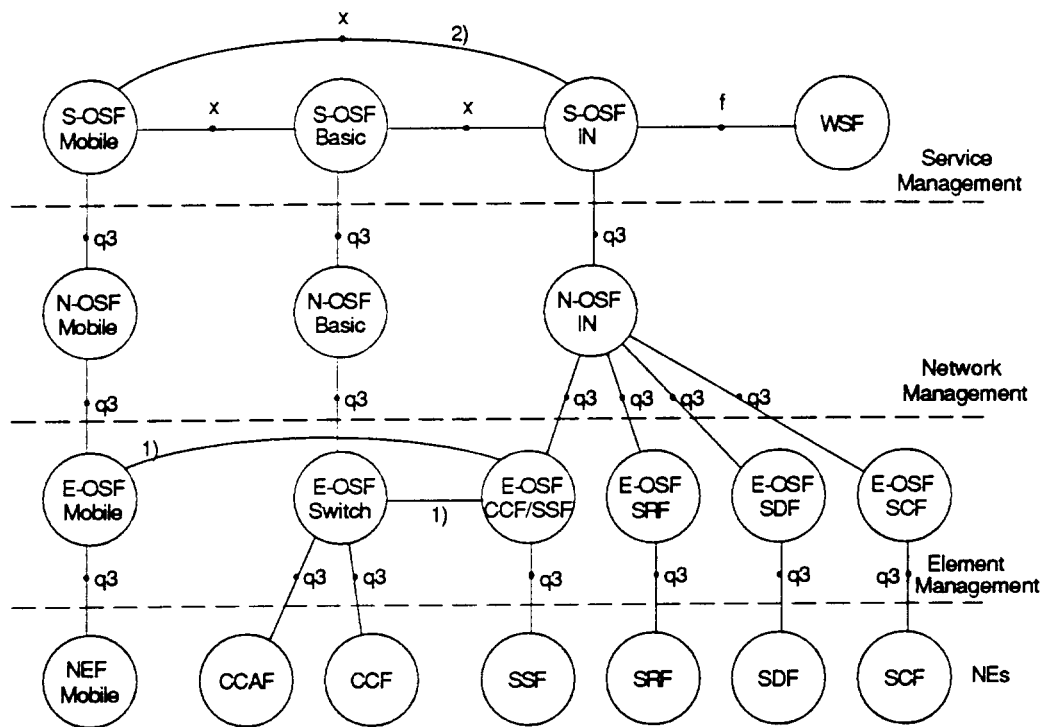 x
2)
S-OSF
Mobile
x
S-OSF
Basic
x
S-OSF
IN
f
WSF
Service
Management
q3
q3
q3
N-OSF
Mobile
N-OSF
Basic
N-OSF
IN
Network
Management
q3
q3
q3
q3
q3
q3
1)
E-OSF
Mobile
E-OSF
Switch
1)
E-OSF
CCF/SSF
E-OSF
SRF
E-OSF
SDF
E-OSF
SCF
Element
Management
q3
q3
q3
q3
q3
q3
q3
NEF
Mobile
CCAF
CCF
SSF
SRF
SDF
SCF
NEs